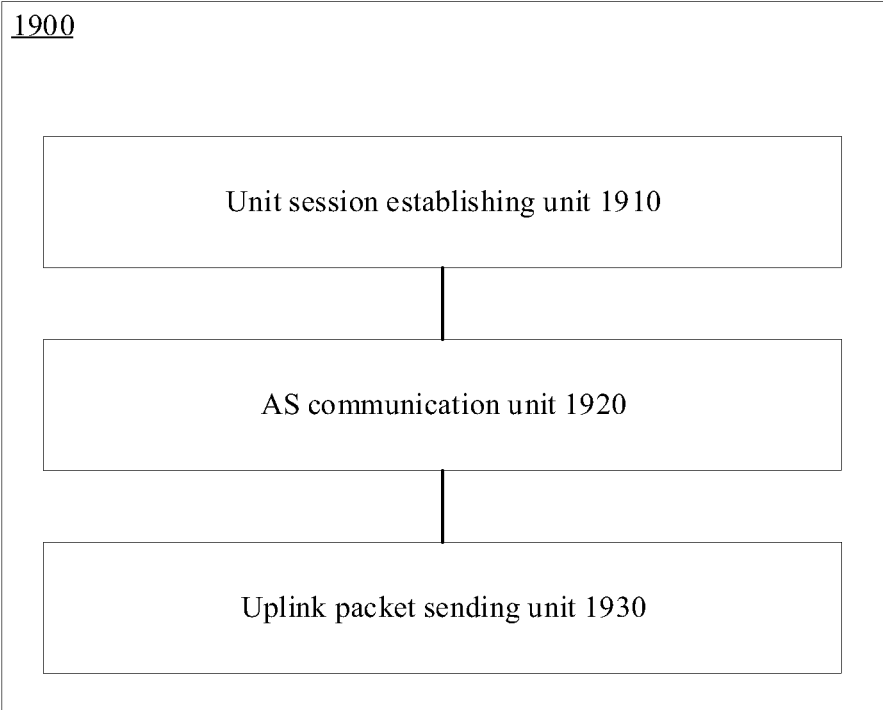 1900
Unit session establishing unit 1910
AS communication unit 1920
Uplink packet sending unit 1930